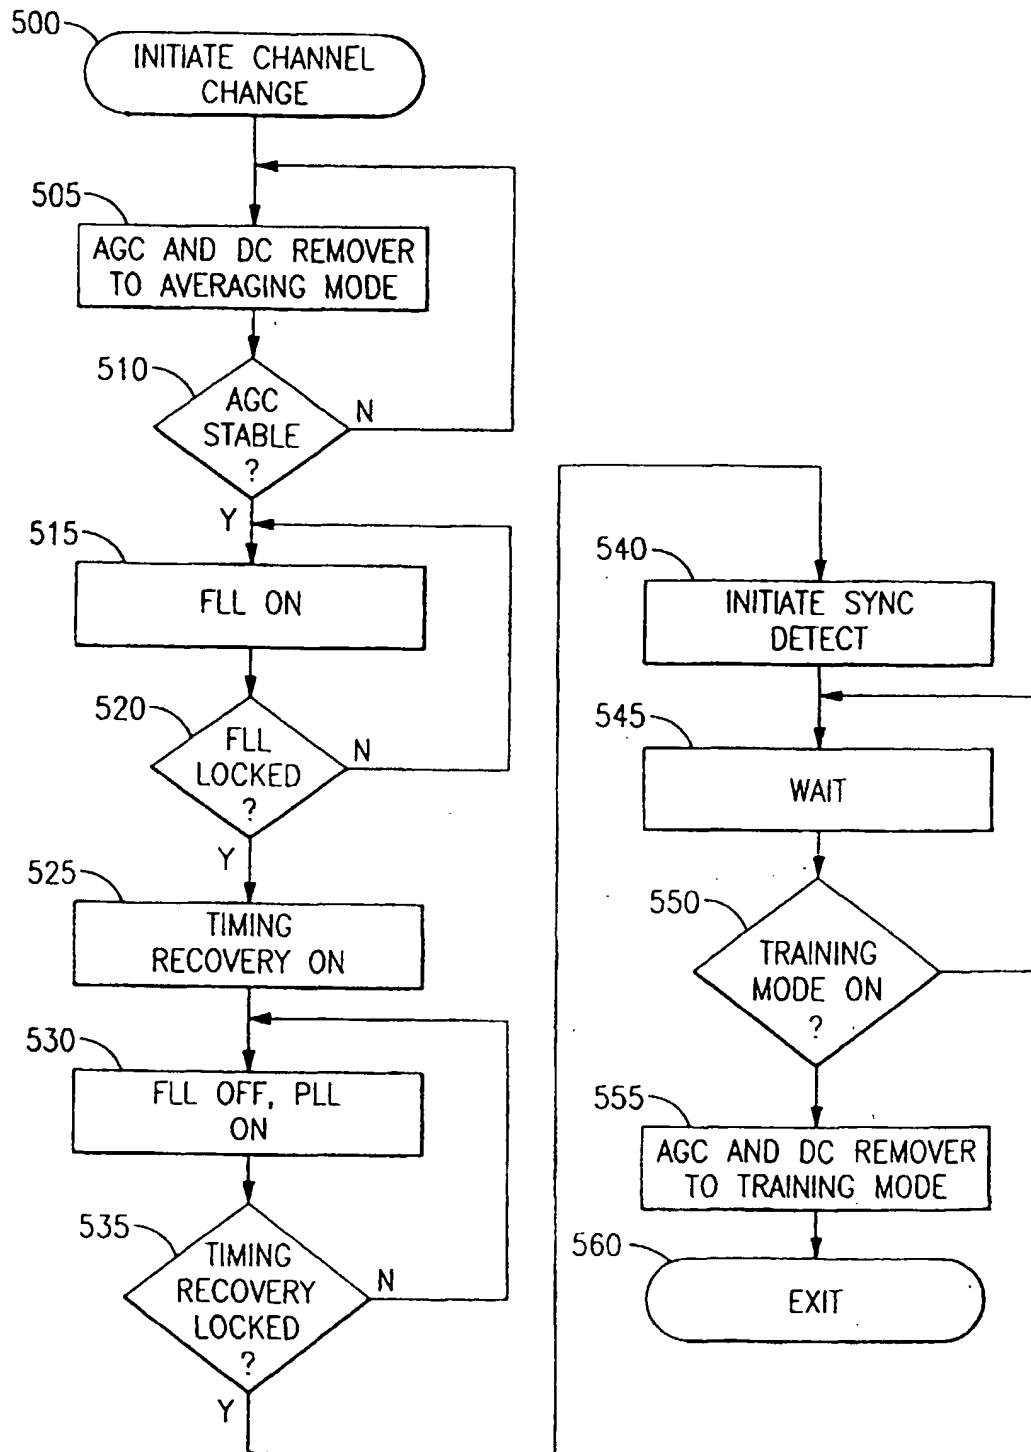 500
INITIATE CHANNEL
CHANGE
505
AGC AND DC REMOVER
TO AVERAGING MODE
510
AGC
STABLE
?
N
Y
515
FLL ON
520
FLL
LOCKED
?
N
Y
525
TIMING
RECOVERY ON
530
FLL OFF, PLL
ON
535
TIMING
RECOVERY
LOCKED
?
N
Y
540
INITIATE SYNC
DETECT
545
WAIT
550
TRAINING
MODE ON
?
555
AGC AND DC REMOVER
TO TRAINING MODE
560
EXIT